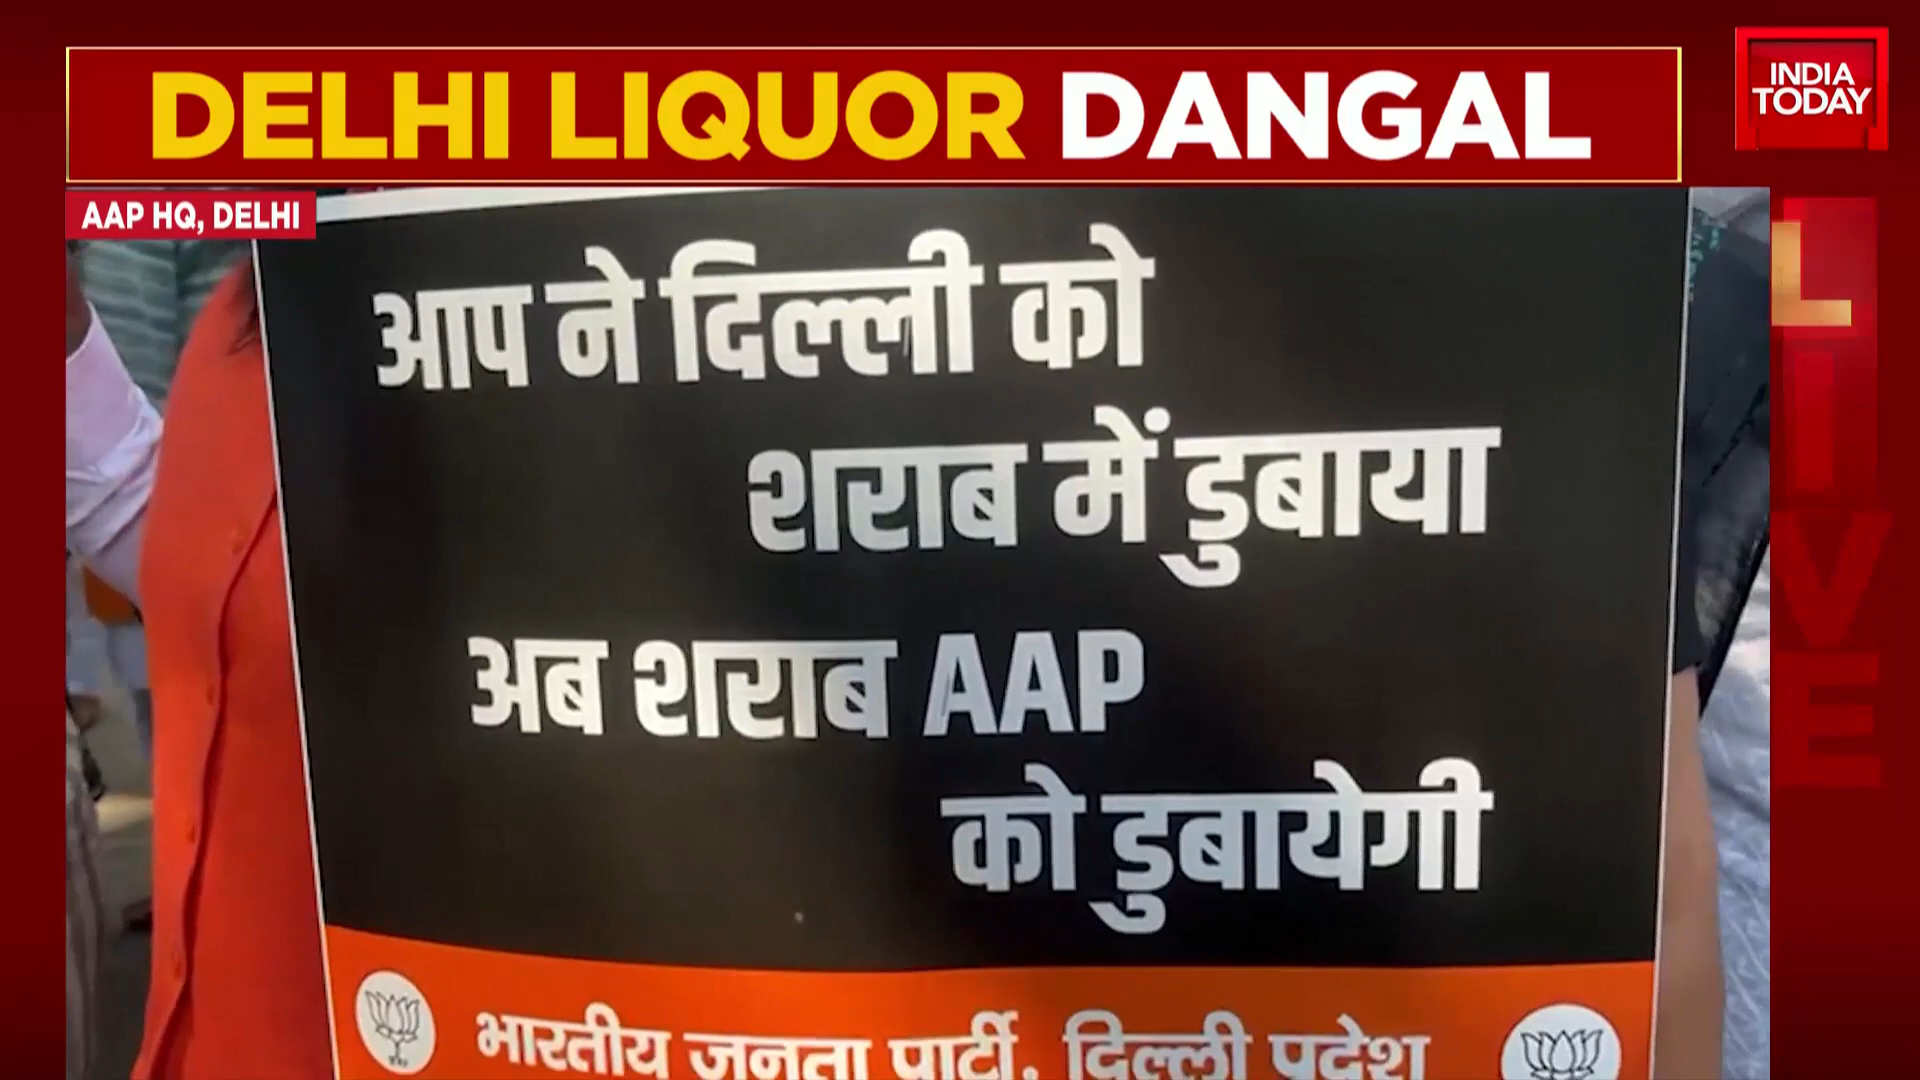 DELHI LIQUOR DANGAL
INDIA
TODAY
AAP HQ, DELHI
LIVE
आप ने दिल्ली को
शराब में डुबाया
अब शराब AAP
को डुबायेगी
भारतीय जनता पार्टी, दिल्ली प्रदेश